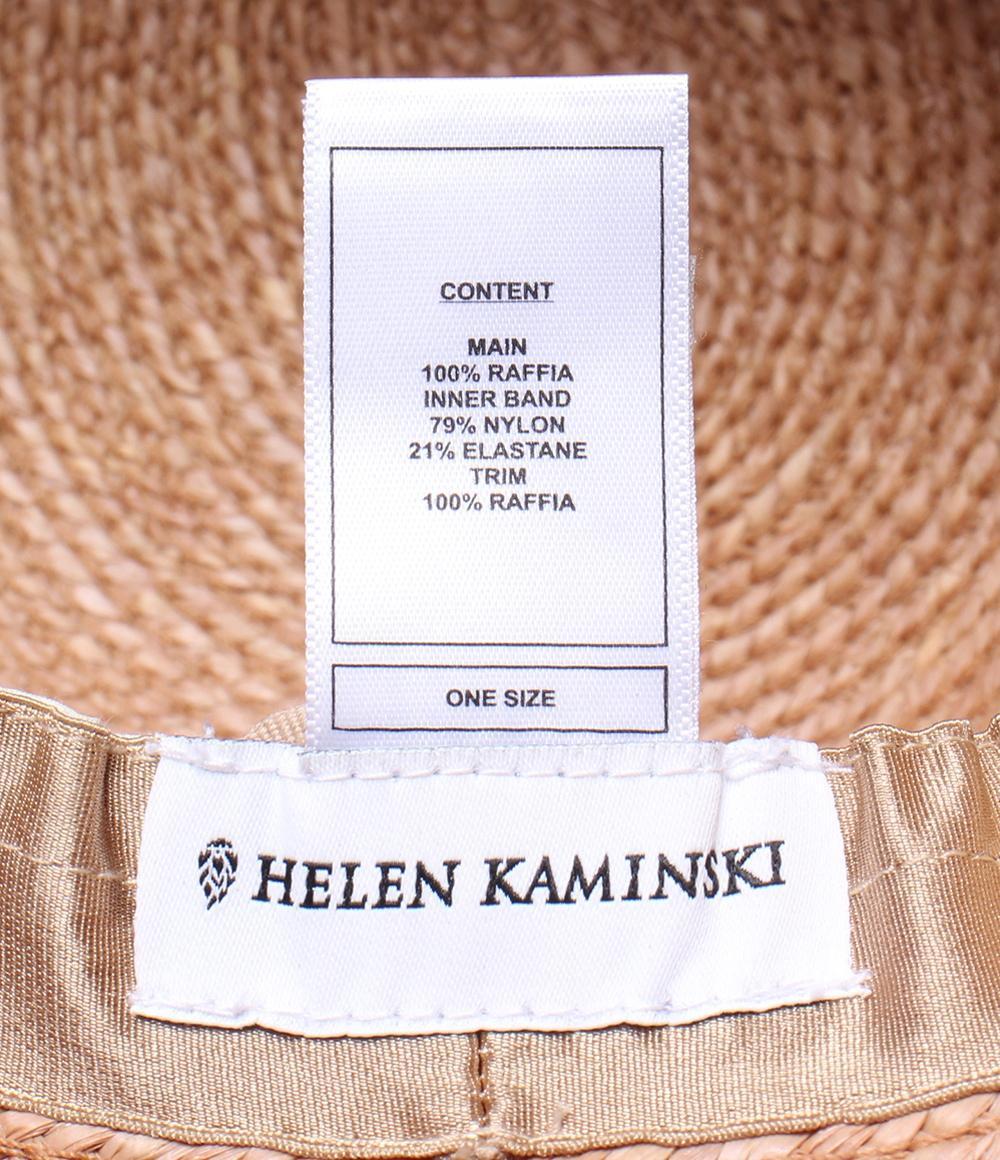 CONTENT
MAIN
100% RAFFIA
INNER BAND
79% NYLON
21% ELASTANE
TRIM
100% RAFFIA
ONE SIZE
HELEN KAMINSKI